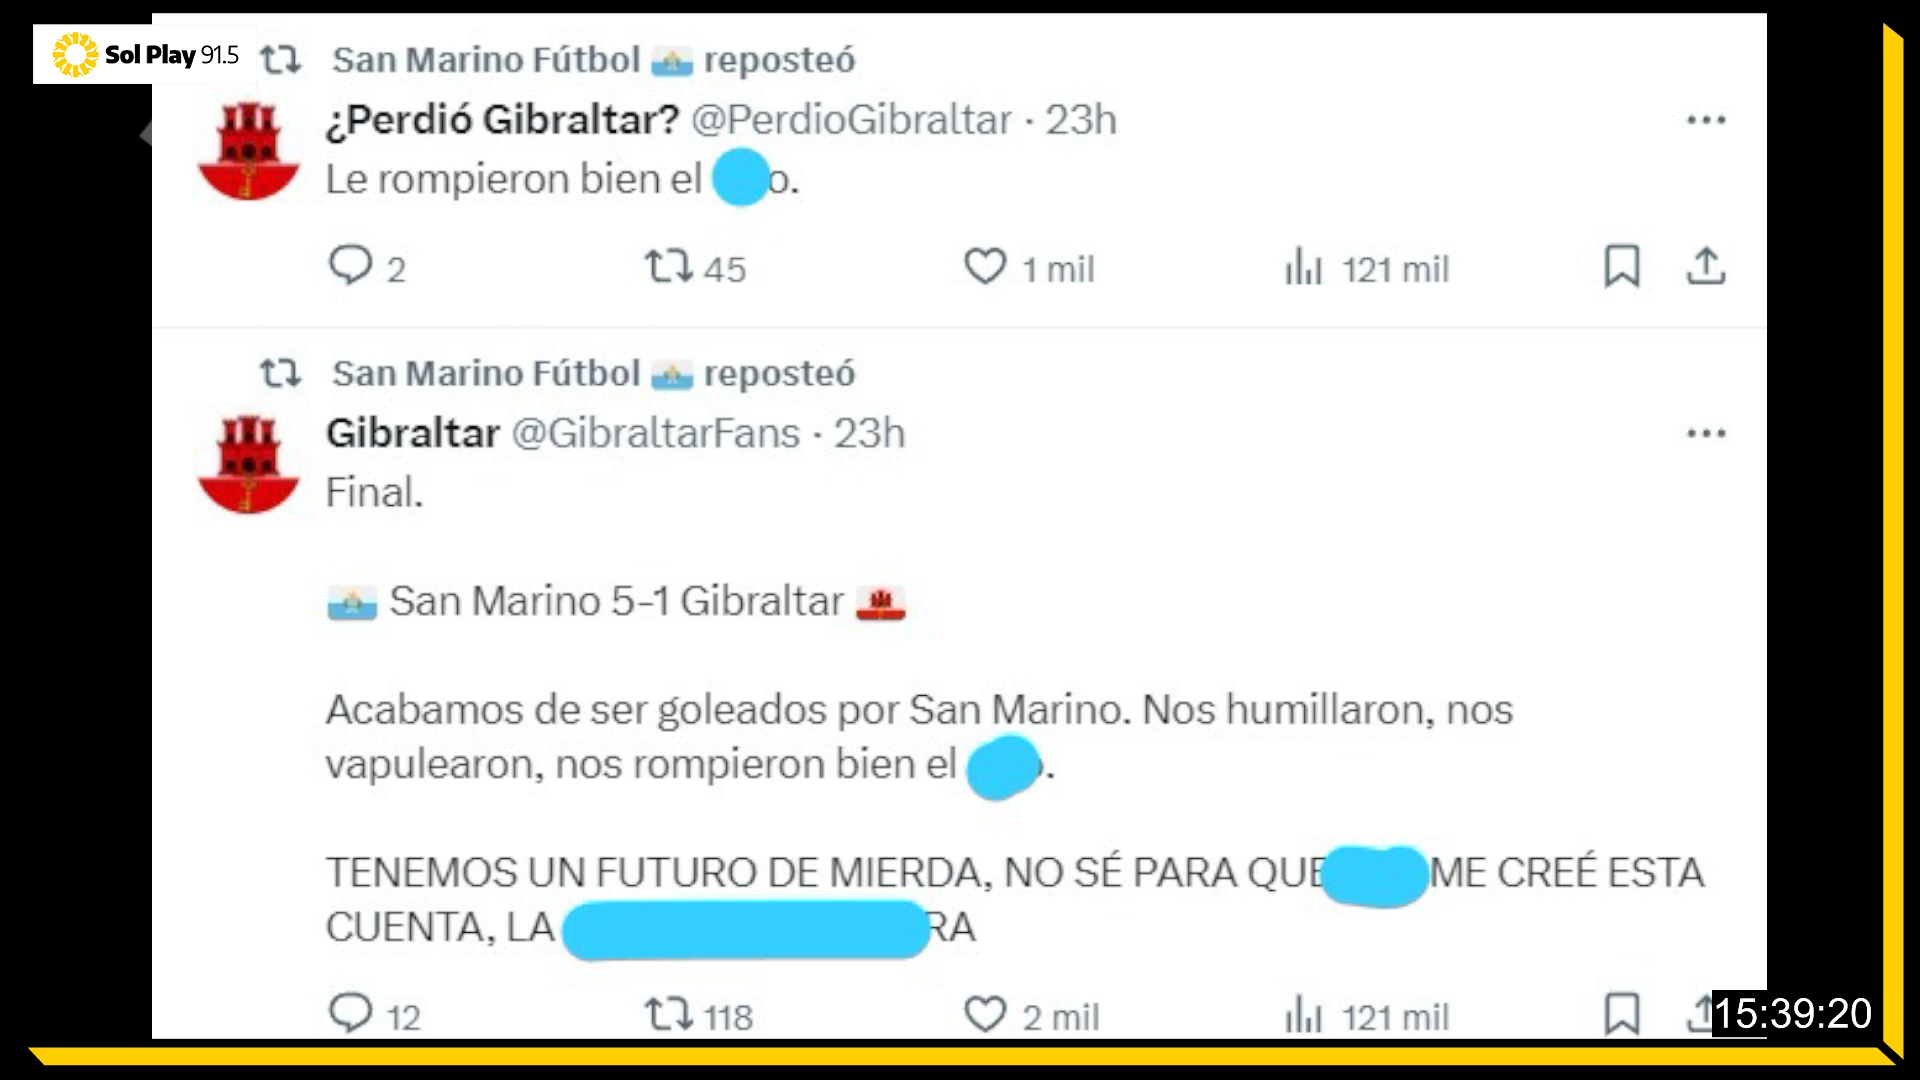 Sol Play 91.5
San Marino Fútbol reposteó
¿Perdió Gibraltar? @PerdioGibraltar · 23h
Le rompieron bien el o.
2 45 1 mil 121 mil
San Marino Fútbol reposteó
Gibraltar @GibraltarFans · 23h
Final.
San Marino 5-1 Gibraltar
Acabamos de ser goleados por San Marino. Nos humillaron, nos
vapulearon, nos rompieron bien el .
TENEMOS UN FUTURO DE MIERDA, NO SÉ PARA QUE ME CREÉ ESTA
CUENTA, LA RA
12 118 2 mil 121 mil
15:39:20